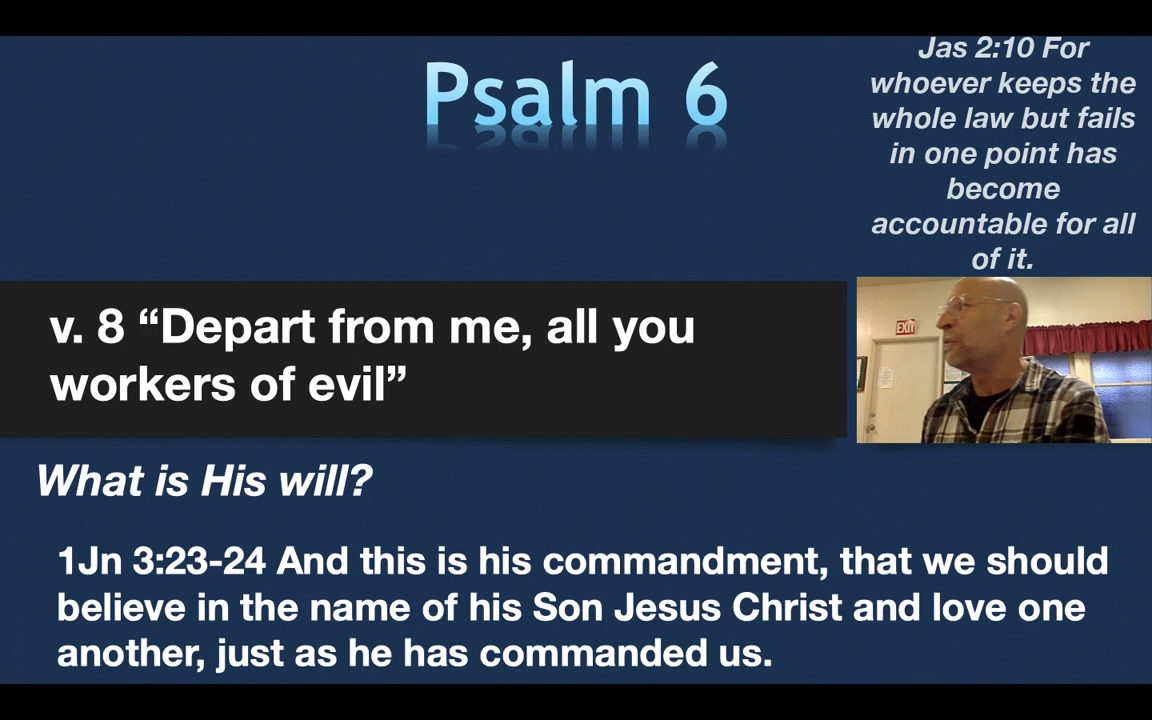 Psalm 6
Jas 2:10 For
whoever keeps the
whole law but fails
in one point has
become
accountable for all
of it.
v. 8 “Depart from me, all you
workers of evil”
EXIT
What is His will?
1Jn 3:23-24 And this is his commandment, that we should
believe in the name of his Son Jesus Christ and love one
another, just as he has commanded us.